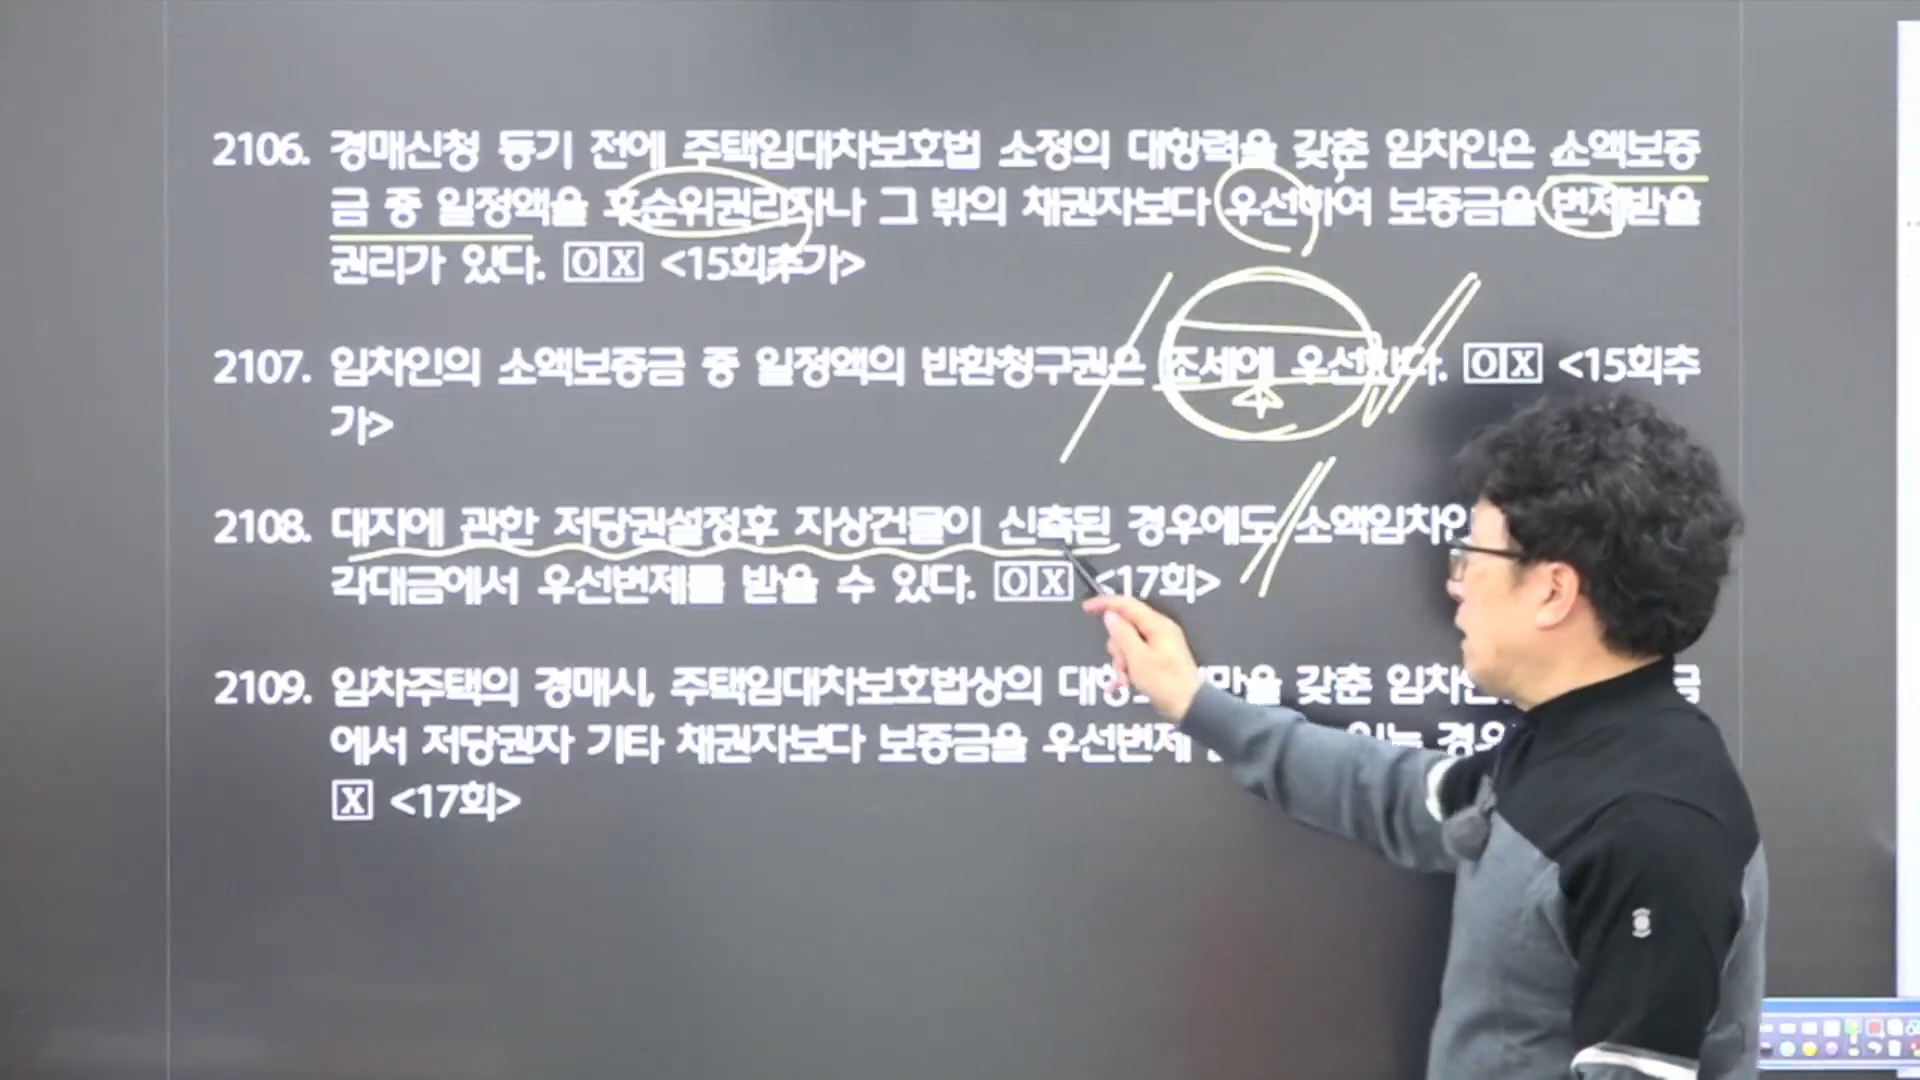 2106. 경매신청 등기 전에 주택임대차보호법 소정의 대항력을 갖춘 임차인은 소액보증
금 중 일정액을 후순위권리자나 그 밖의 채권자보다 우선하여 보증금을 변제받을
권리가 있다. O X <15회추가>
2107. 임차인의 소액보증금 중 일정액의 반환청구권은 조세에 우선한다. O X <15회추
가>
2108. 대지에 관한 저당권설정후 지상건물이 신축된 경우에도 소액임차인
각대금에서 우선변제를 받을 수 있다. O X <17회>
2109. 임차주택의 경매시, 주택임대차보호법상의 갖춘 금
에서 저당권자 기타 채권자보다 보증금을 우선변제 있는
X <17회>